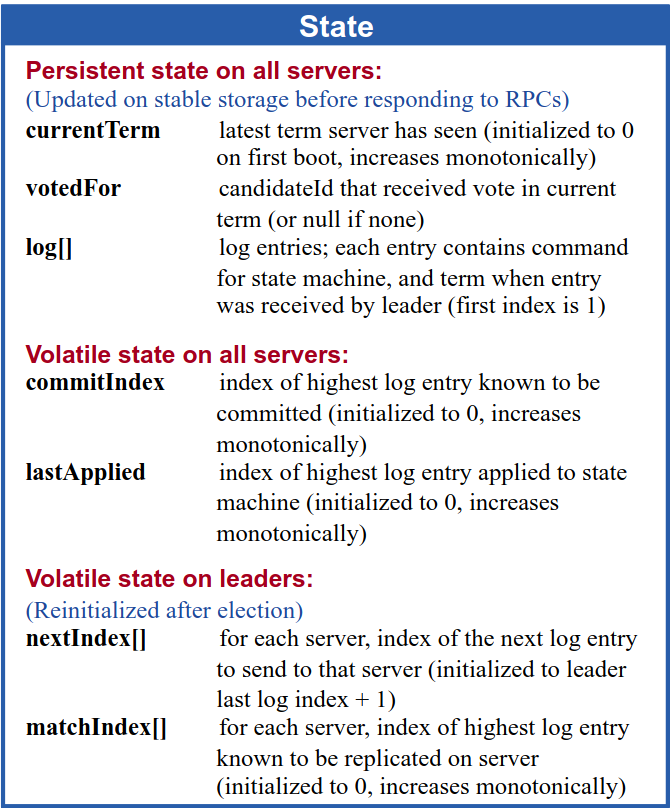 State
Persistent state on all servers:
(Updated on stable storage before responding to RPCs)
currentTerm latest term server has seen (initialized to 0
on first boot, increases monotonically)
votedFor candidateId that received vote in current
term (or null if none)
log[] log entries; each entry contains command
for state machine, and term when entry
was received by leader (first index is 1)
Volatile state on all servers:
commitIndex index of highest log entry known to be
committed (initialized to 0, increases
monotonically)
lastApplied index of highest log entry applied to state
machine (initialized to 0, increases
monotonically)
Volatile state on leaders:
(Reinitialized after election)
nextIndex[] for each server, index of the next log entry
to send to that server (initialized to leader
last log index + 1)
matchIndex[] for each server, index of highest log entry
known to be replicated on server
(initialized to 0, increases monotonically)